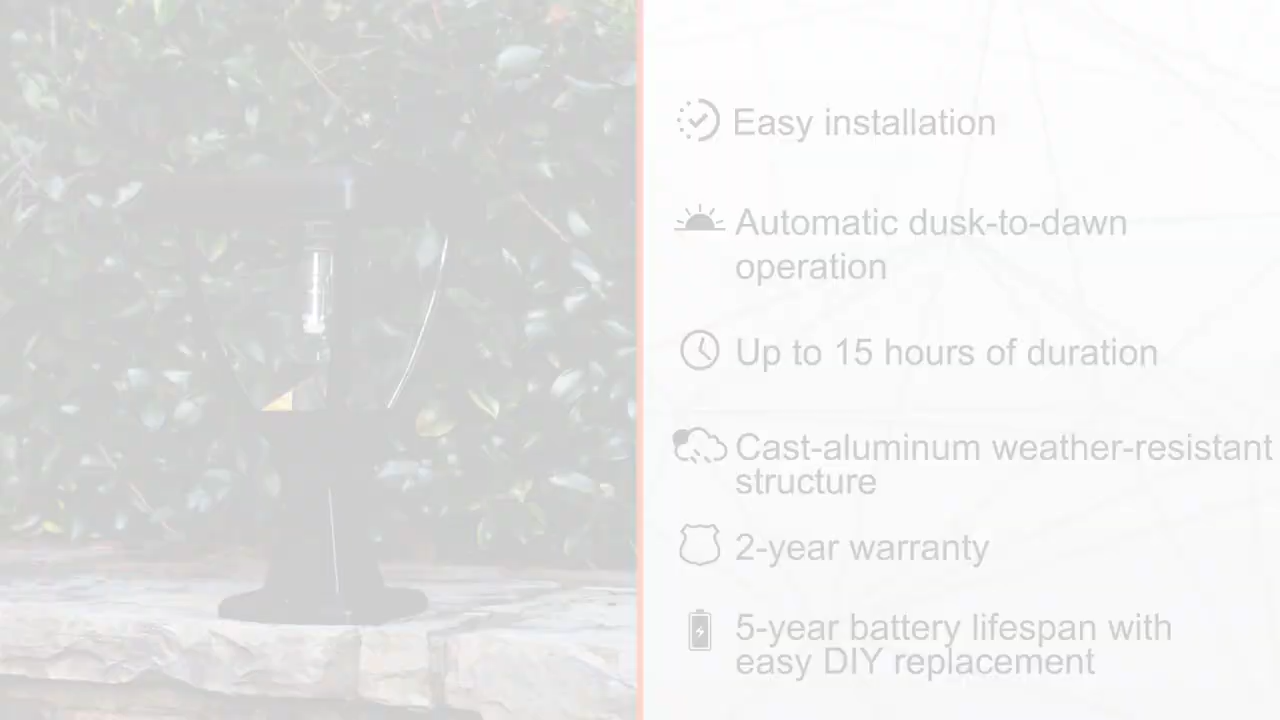 Easy installation
Automatic dusk-to-dawn
operation
Up to 15 hours of duration
Cast-aluminum weather-resistant
structure
2-year warranty
5-year battery lifespan with
easy DIY replacement